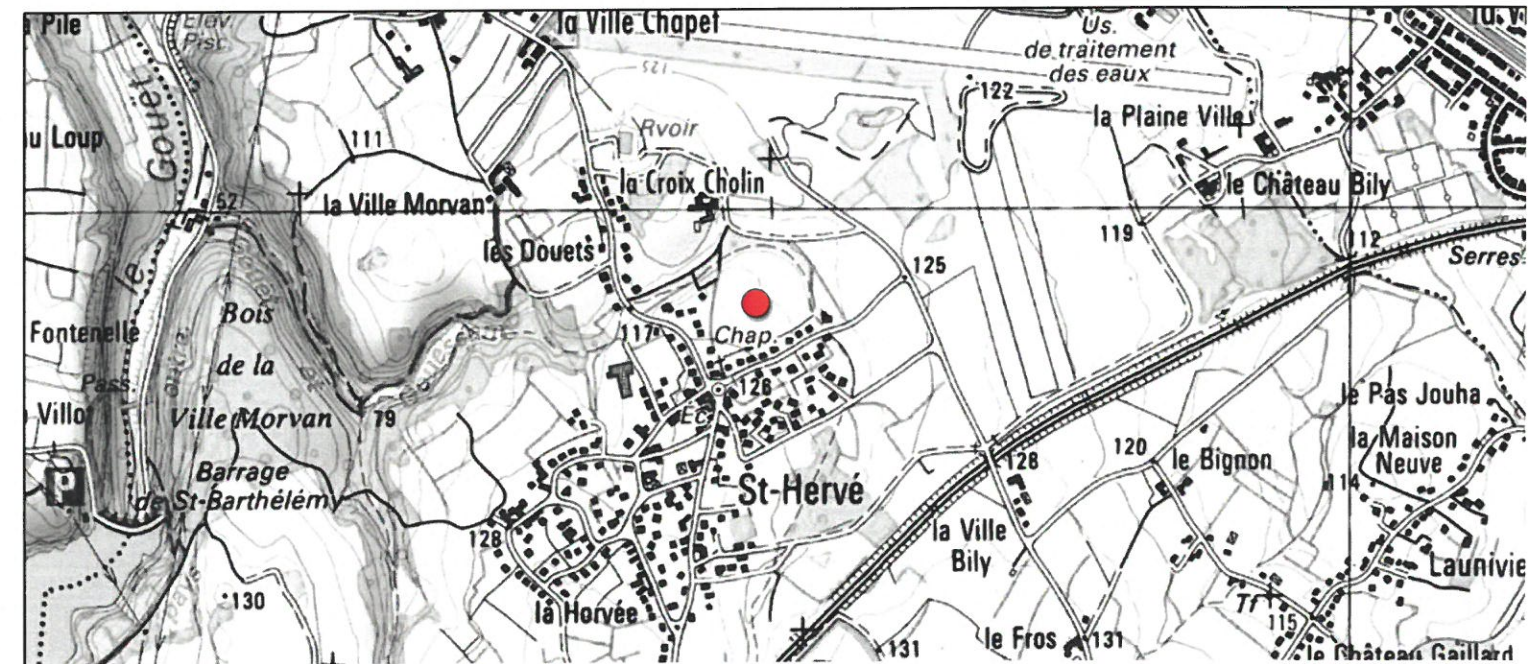 Pile
Elev.
Pisc.
la Ville Chapet
125
Us.
de traitement
des eaux
122
la Plaine Ville
au Loup
Gouët
111
Rvoir
la Croix Cholin
le Château Bily
52
la Ville Morvan
119
112
les Douets
125
Serres
le
Bois
Fontenelle
117
Chap.
de la
Pass.
126
le Pas Jouha
Villot
Ville Morvan
79
Ec.
la Maison
Neuve
120
128
le Bignon
Barrage
de St-Barthélém
P
St-Hervé
114
128
la Ville
Bily
Launivie
130
la Horvée
Tf
115
le Fros
131
131
le Château Gaillard